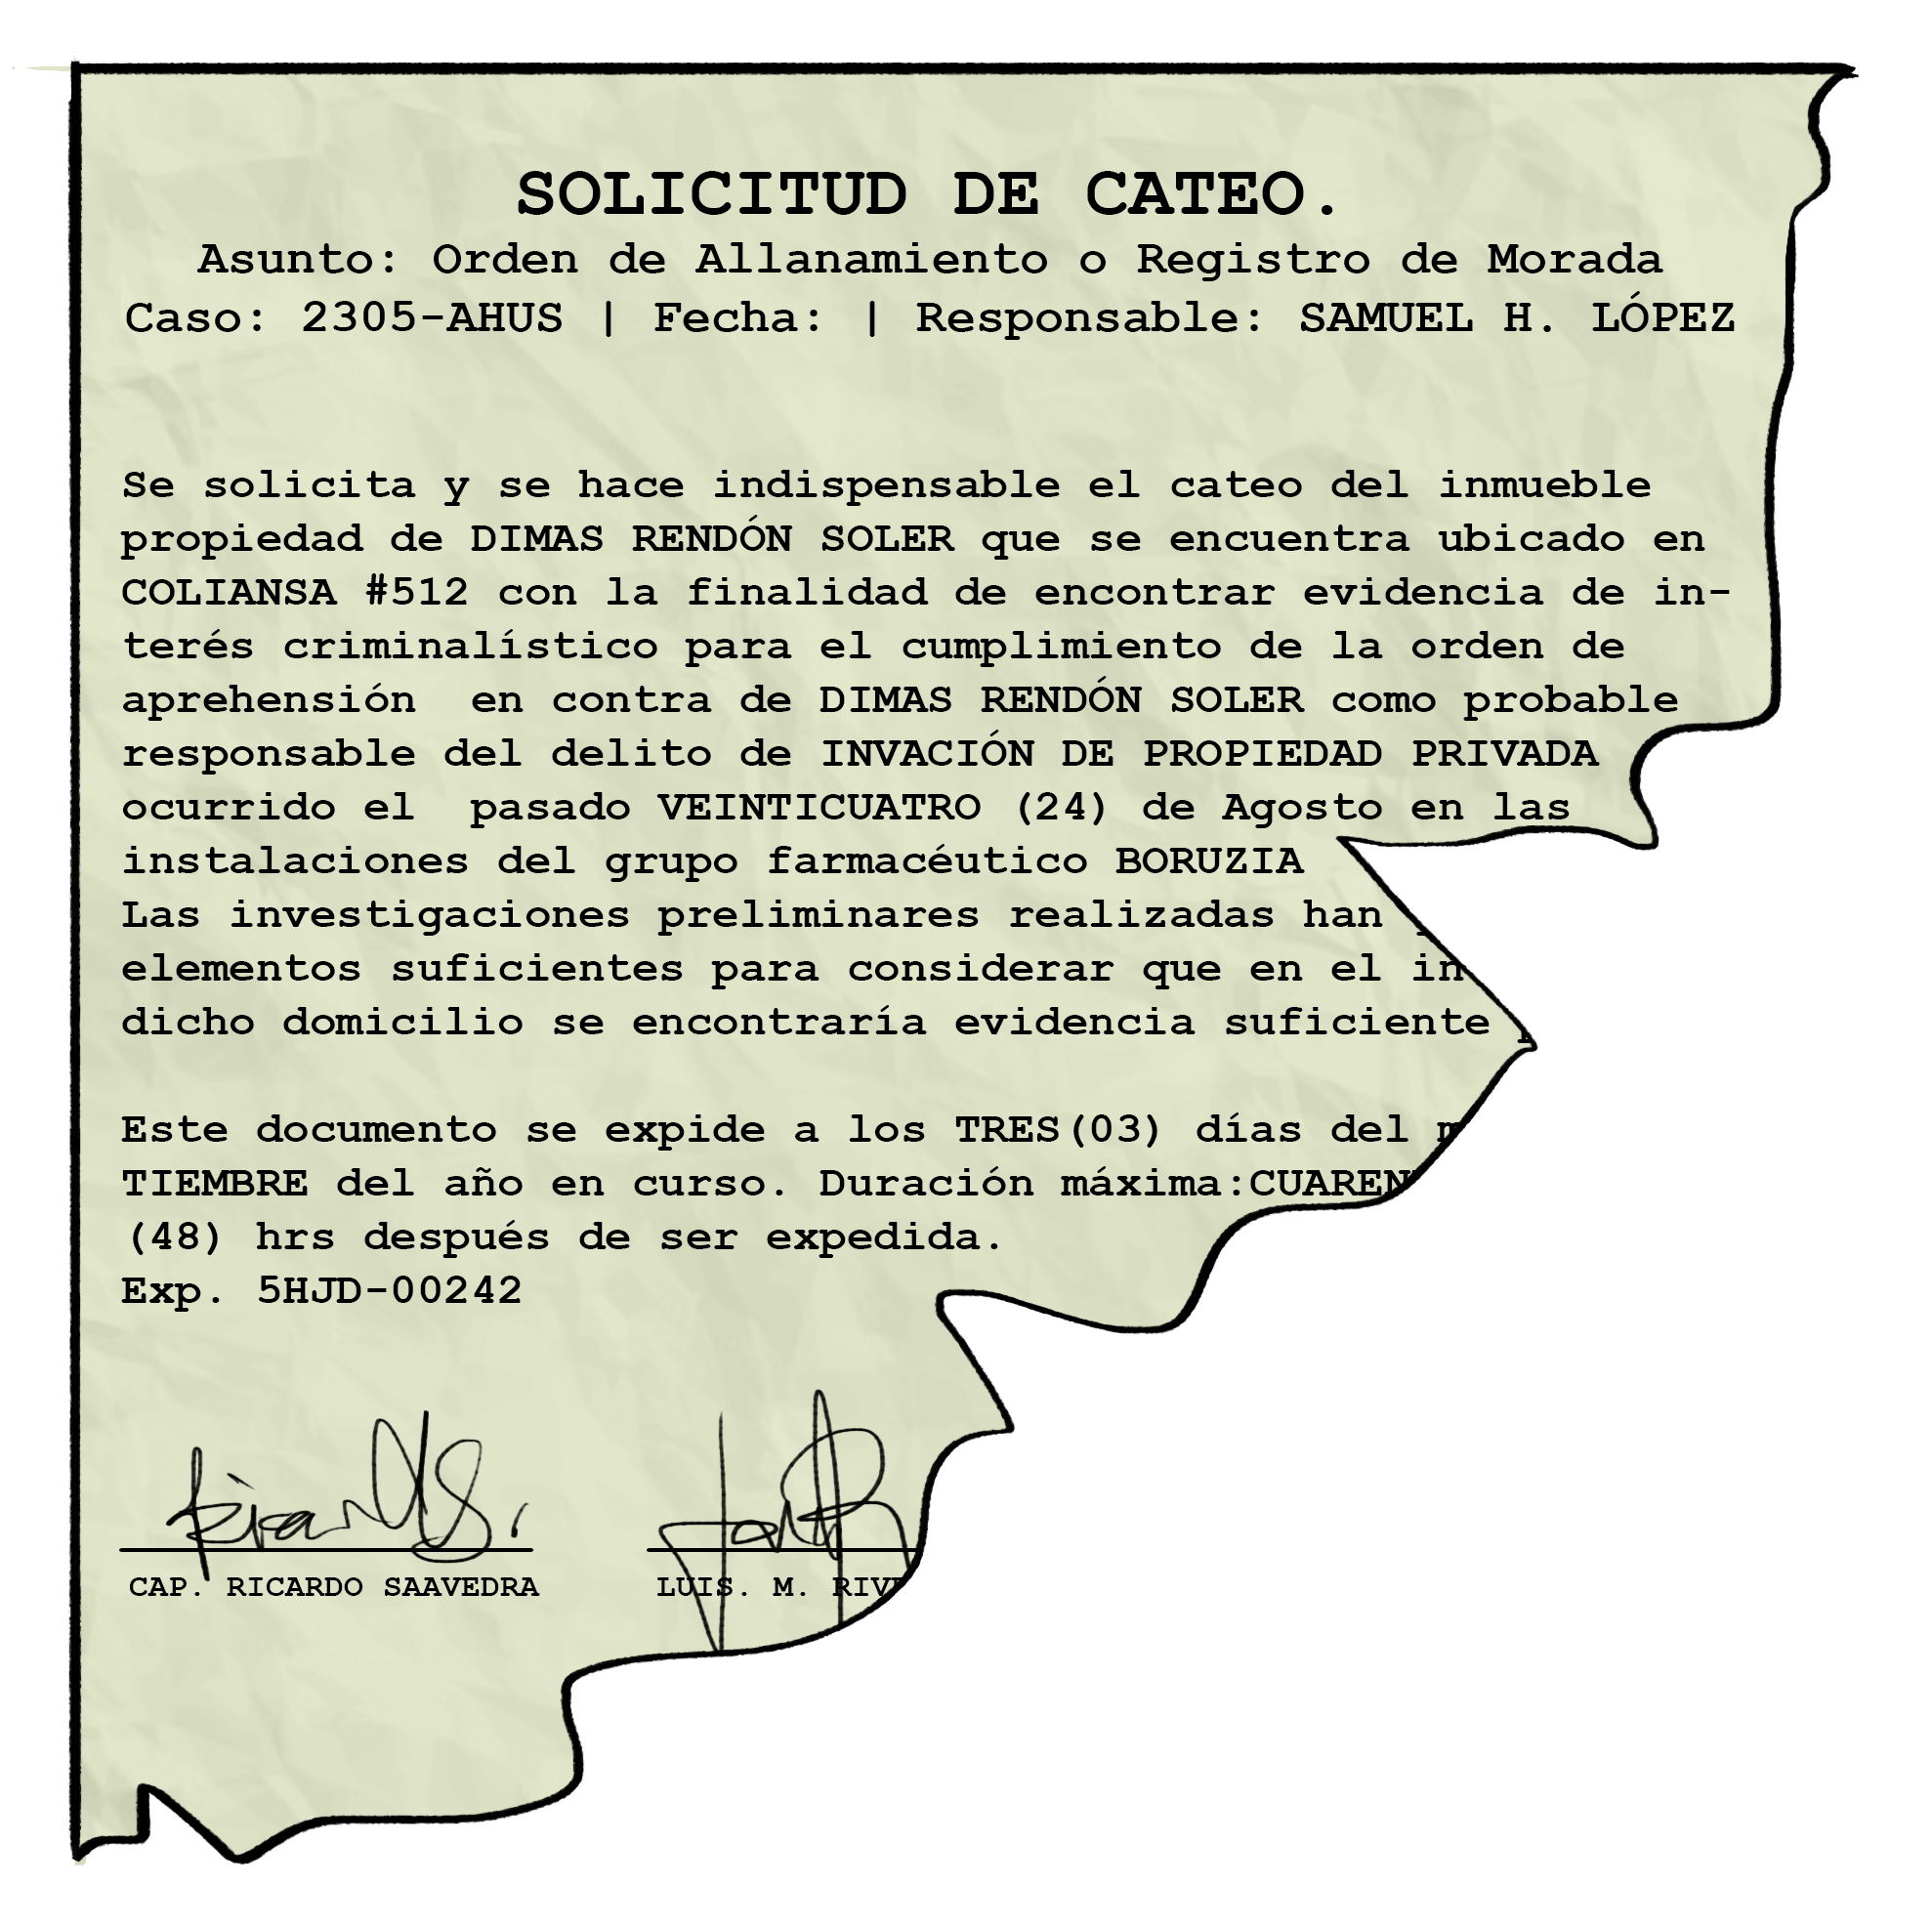 SOLICITUD DE CATEO.
Asunto: Orden de Allanamiento o Registro de Morada
Caso: 2305-AHUS | Fecha: | Responsable: SAMUEL H. LÓPEZ
Se solicita y se hace indispensable el cateo del inmueble
propiedad de DIMAS RENDÓN SOLER que se encuentra ubicado en
COLIANSA #512 con la finalidad de encontrar evidencia de in-
terés criminalístico para el cumplimiento de la orden de
aprehensión en contra de DIMAS RENDÓN SOLER como probable
responsable del delito de INVACIÓN DE PROPIEDAD PRIVADA
ocurrido el pasado VEINTICUATRO (24) de Agosto en las
instalaciones del grupo farmacéutico BORUZIA
Las investigaciones preliminares realizadas han
elementos suficientes para considerar que en el in
dicho domicilio se encontraría evidencia suficiente
Este documento se expide a los TRES(03) días del
TIEMBRE del año en curso. Duración máxima:CUAREN
(48) hrs después de ser expedida.
Exp. 5HJD-00242
CAP. RICARDO SAAVEDRA
LUIS. M. RIV